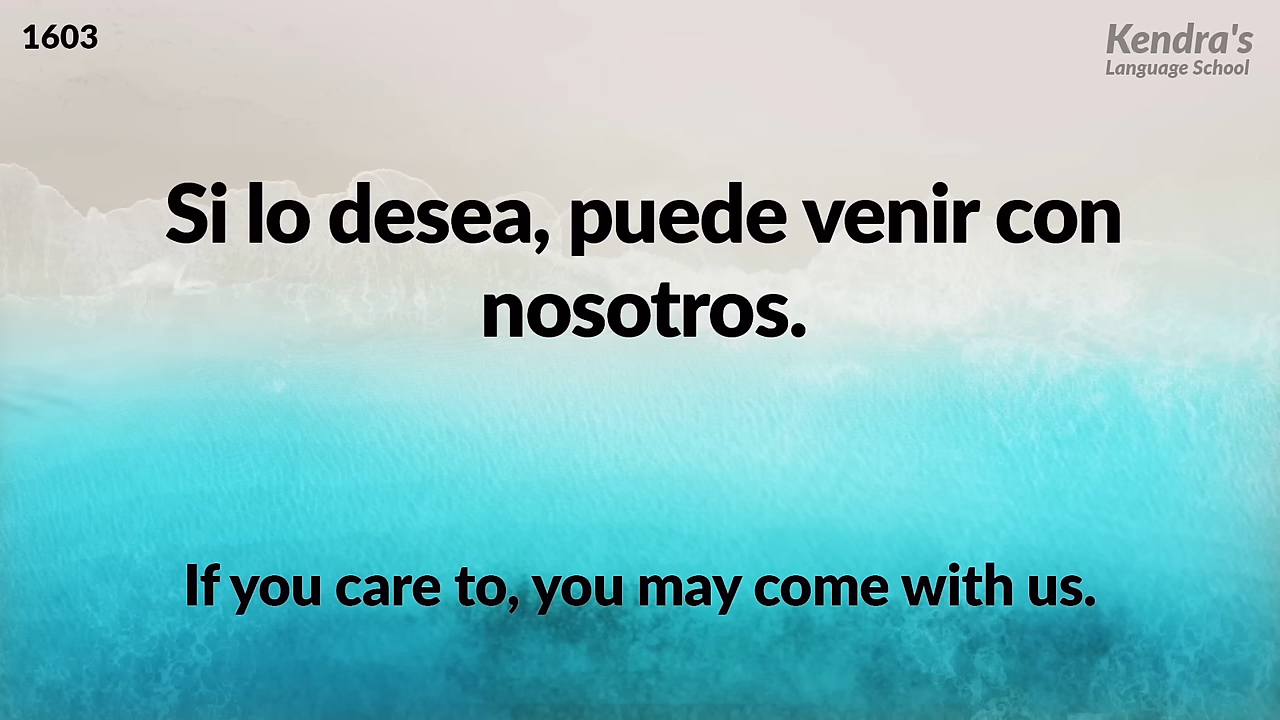 1603
Kendra's
Language School
Si lo desea, puede venir con
nosotros.
If you care to, you may come with us.